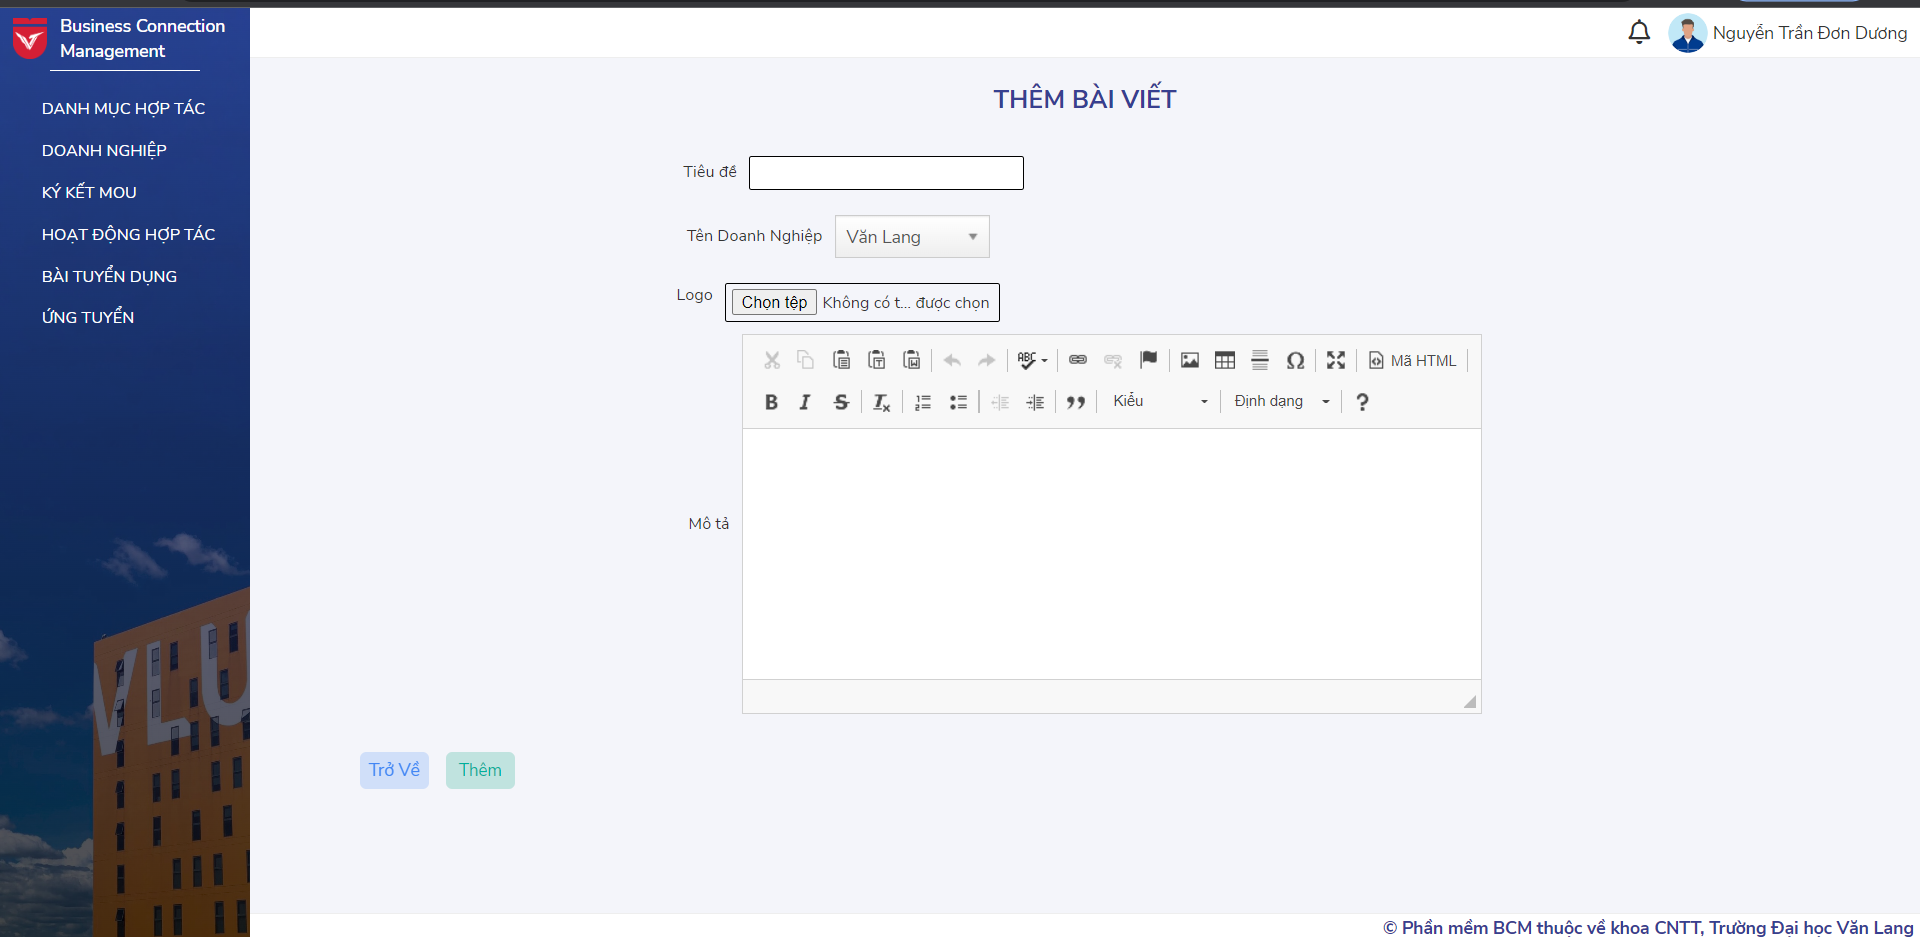 Business Connection
Management
Nguyễn Trần Đơn Dương
DANH MỤC HỢP TÁC
DOANH NGHIỆP
KÝ KẾT MOU
HOẠT ĐỘNG HỢP TÁC
BÀI TUYỂN DỤNG
ỨNG TUYỂN
VLU
THÊM BÀI VIẾT
Tiêu đề
Tên Doanh Nghiệp Văn Lang
Logo Chọn tệp Không có t... được chọn
ABC Mã HTML
Kiểu Định dạng ?
Mô tả
Trở Về Thêm
© Phần mềm BCM thuộc về khoa CNTT, Trường Đại học Văn Lang